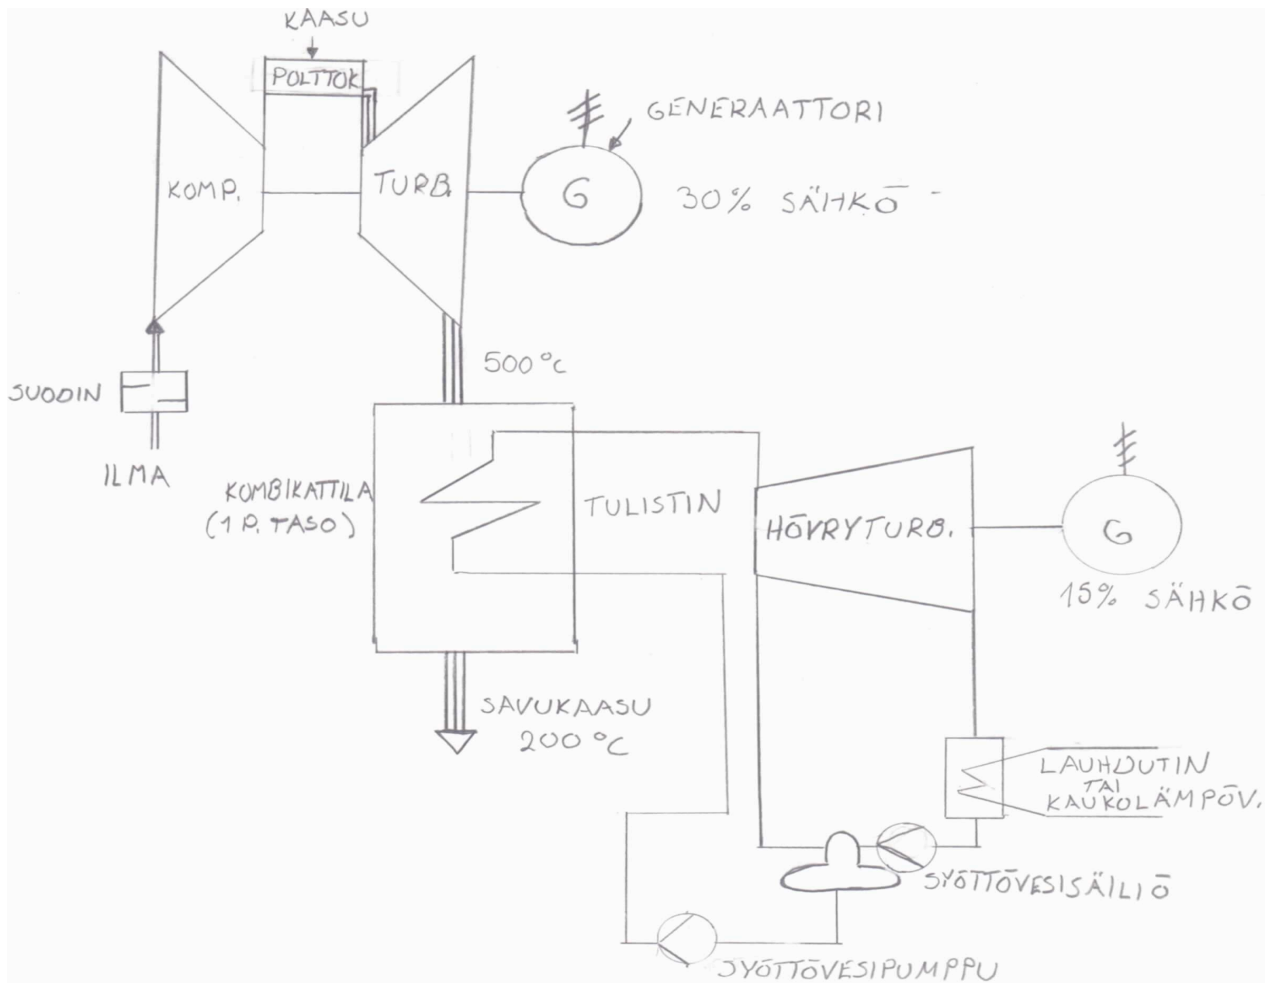 KAASU
POLTTOK
GENERAATTORI
KOMP.
TURB.
G
30% SÄHKÖ
500°C
SUODIN
ILMA
KOMBIKATTILA
(1 P. TASO)
TULISTIN
HÖYRYTURB.
G
15% SÄHKÖ
SAVUKAASU
200°C
LAUHDUTIN
TAI
KAUKOLÄMPÖV.
SYÖTTÖVESISÄILIÖ
SYÖTTÖVESIPUMPPU